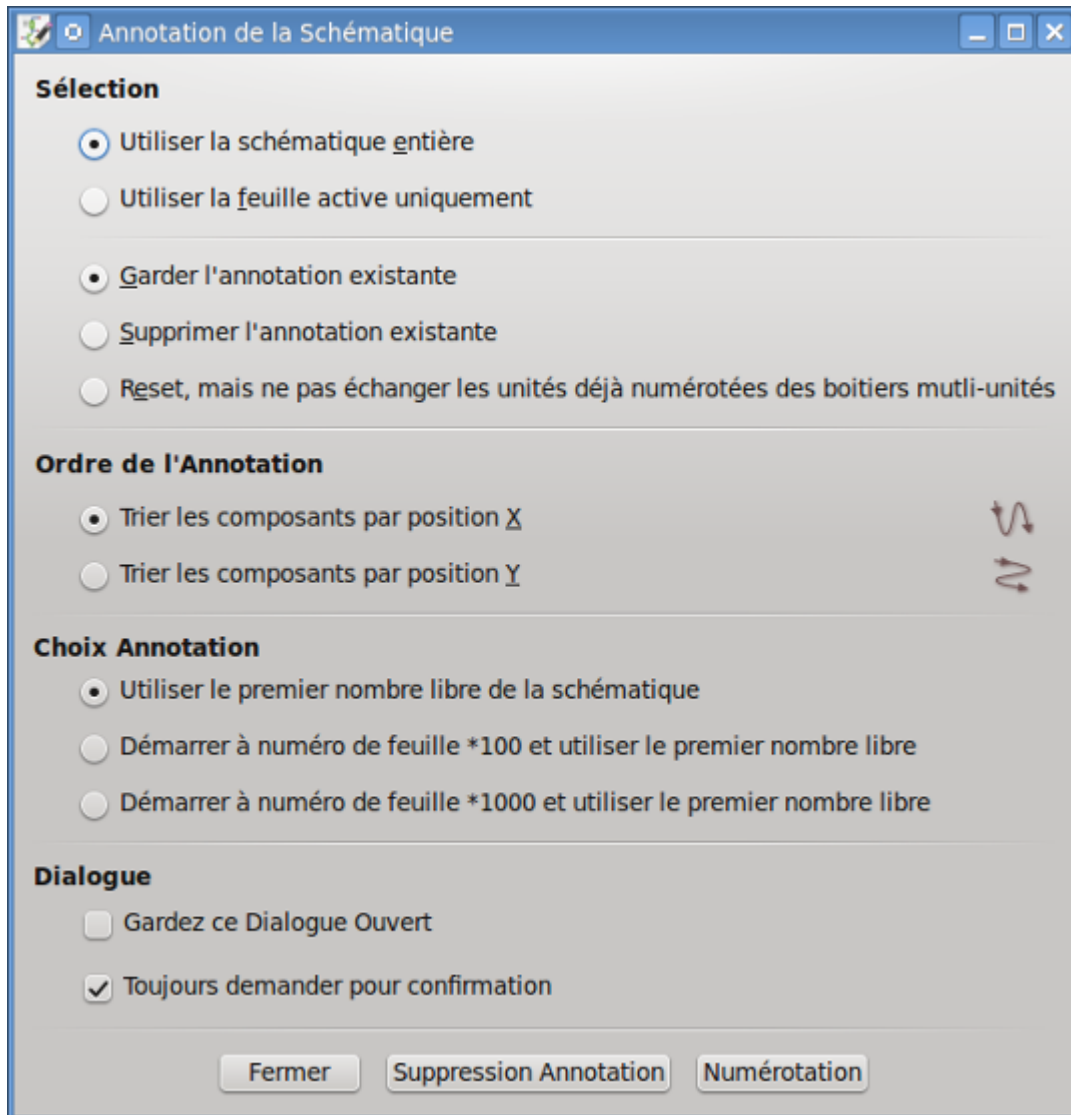 Annotation de la Schématique
Sélection
Utiliser la schématique entière
Utiliser la feuille active uniquement
Garder l'annotation existante
Supprimer l'annotation existante
Reset, mais ne pas échanger les unités déjà numérotées des boitiers mutli-unités
Ordre de l'Annotation
Trier les composants par position X
Trier les composants par position Y
Choix Annotation
Utiliser le premier nombre libre de la schématique
Démarrer à numéro de feuille *100 et utiliser le premier nombre libre
Démarrer à numéro de feuille *1000 et utiliser le premier nombre libre
Dialogue
Gardez ce Dialogue Ouvert
Toujours demander pour confirmation
Fermer Suppression Annotation Numérotation